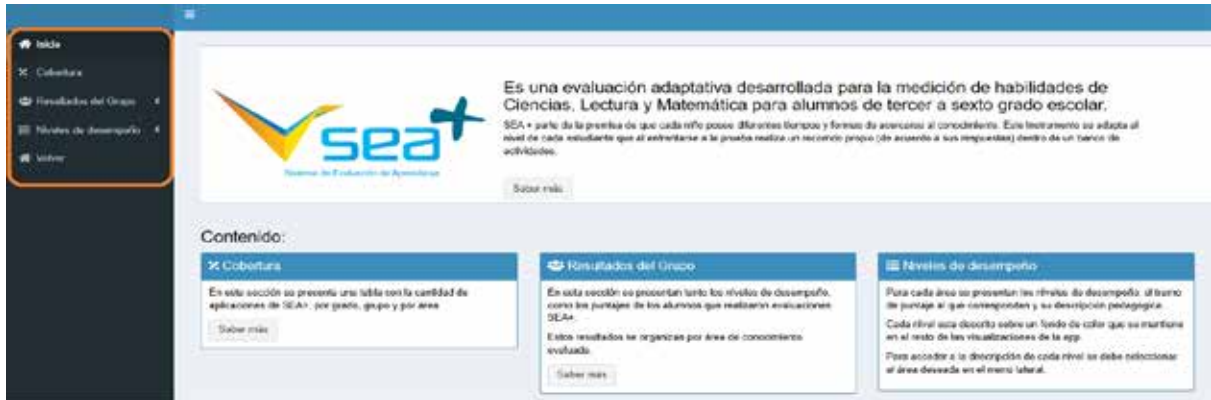 Inicio
Cobertura
Resultados del Grupo
Niveles de desempeño
Volver
sea+
Sistema de Evaluación de Aprendizaje
Es una evaluación adaptativa desarrollada para la medición de habilidades de
Ciencias, Lectura y Matemática para alumnos de tercer a sexto grado escolar.
SEA + parte de la premisa de que cada niño posee diferentes tiempos y formas de acercarse al conocimiento. Este instrumento se adapta al
nivel de cada estudiante que al enfrentarse a la prueba realiza un recorrido propio (de acuerdo a sus respuestas) dentro de un banco de
actividades.
Saber más
Contenido:
Cobertura
En esta sección se presenta una tabla con la cantidad de
aplicaciones de SEA+, por grado, grupo y por área
Saber más
Resultados del Grupo
En esta sección se presentan tanto los niveles de desempeño,
como los puntajes de los alumnos que realizaron evaluaciones
SEA+.
Estos resultados se organizan por área de conocimiento
evaluada.
Saber más
Niveles de desempeño
Para cada área se presentan los niveles de desempeño, el tramo
de puntaje al que corresponden y su descripción pedagógica.
Cada nivel está descrito sobre un fondo de color que se mantiene
en el resto de las visualizaciones de la app.
Para acceder a la descripción de cada nivel se debe seleccionar
el área deseada en el menú lateral.